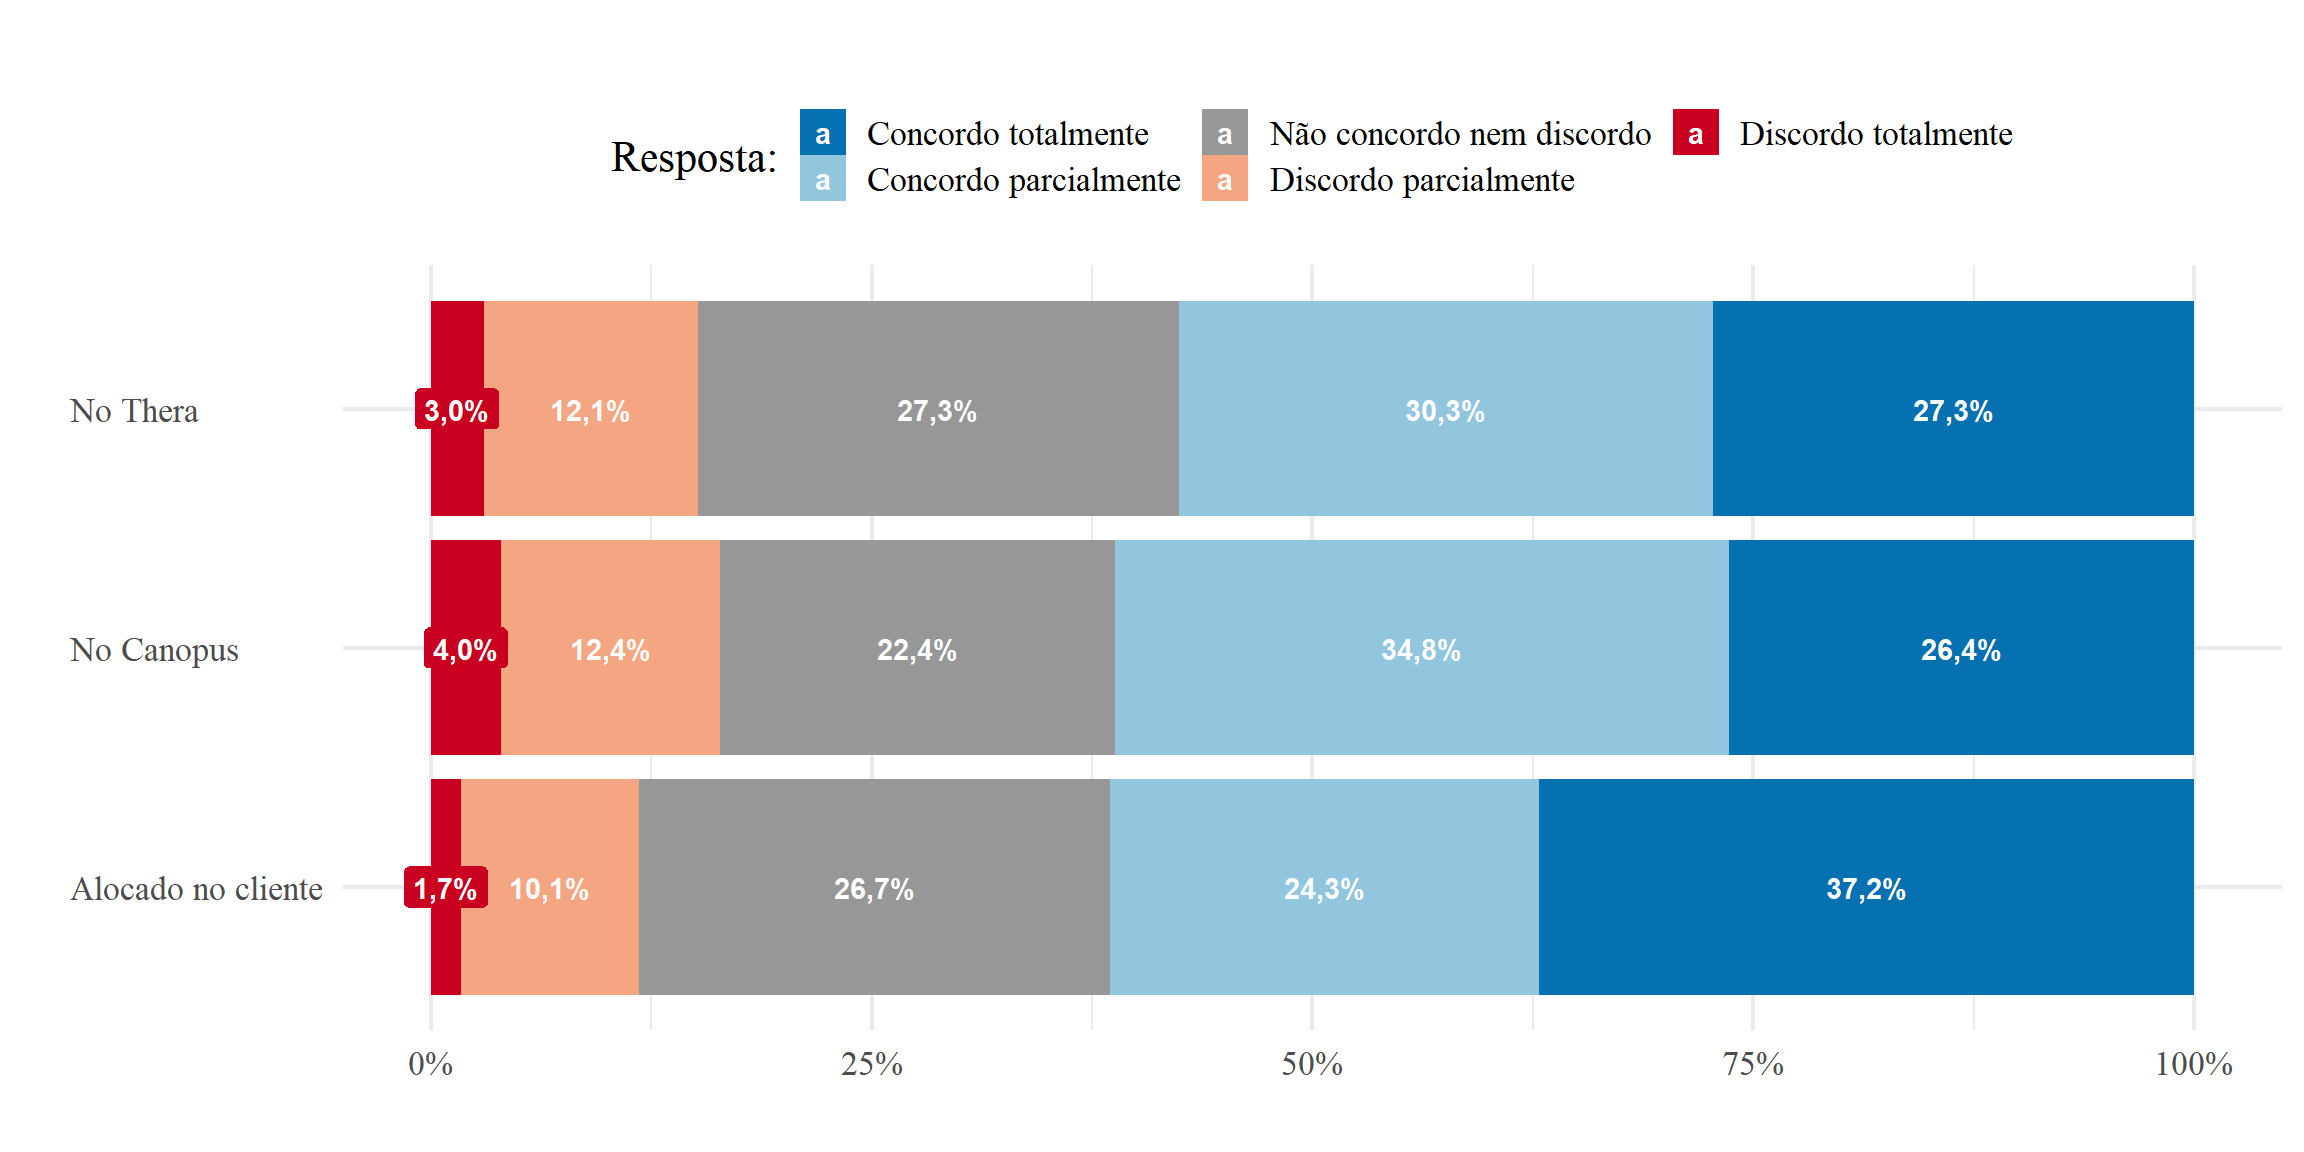 Resposta:
a Concordo totalmente a Não concordo nem discordo a Discordo totalmente
a Concordo parcialmente a Discordo parcialmente
No Thera 3,0% 12,1% 27,3% 30,3% 27,3%
No Canopus 4,0% 12,4% 22,4% 34,8% 26,4%
Alocado no cliente 1,7% 10,1% 26,7% 24,3% 37,2%
0% 25% 50% 75% 100%